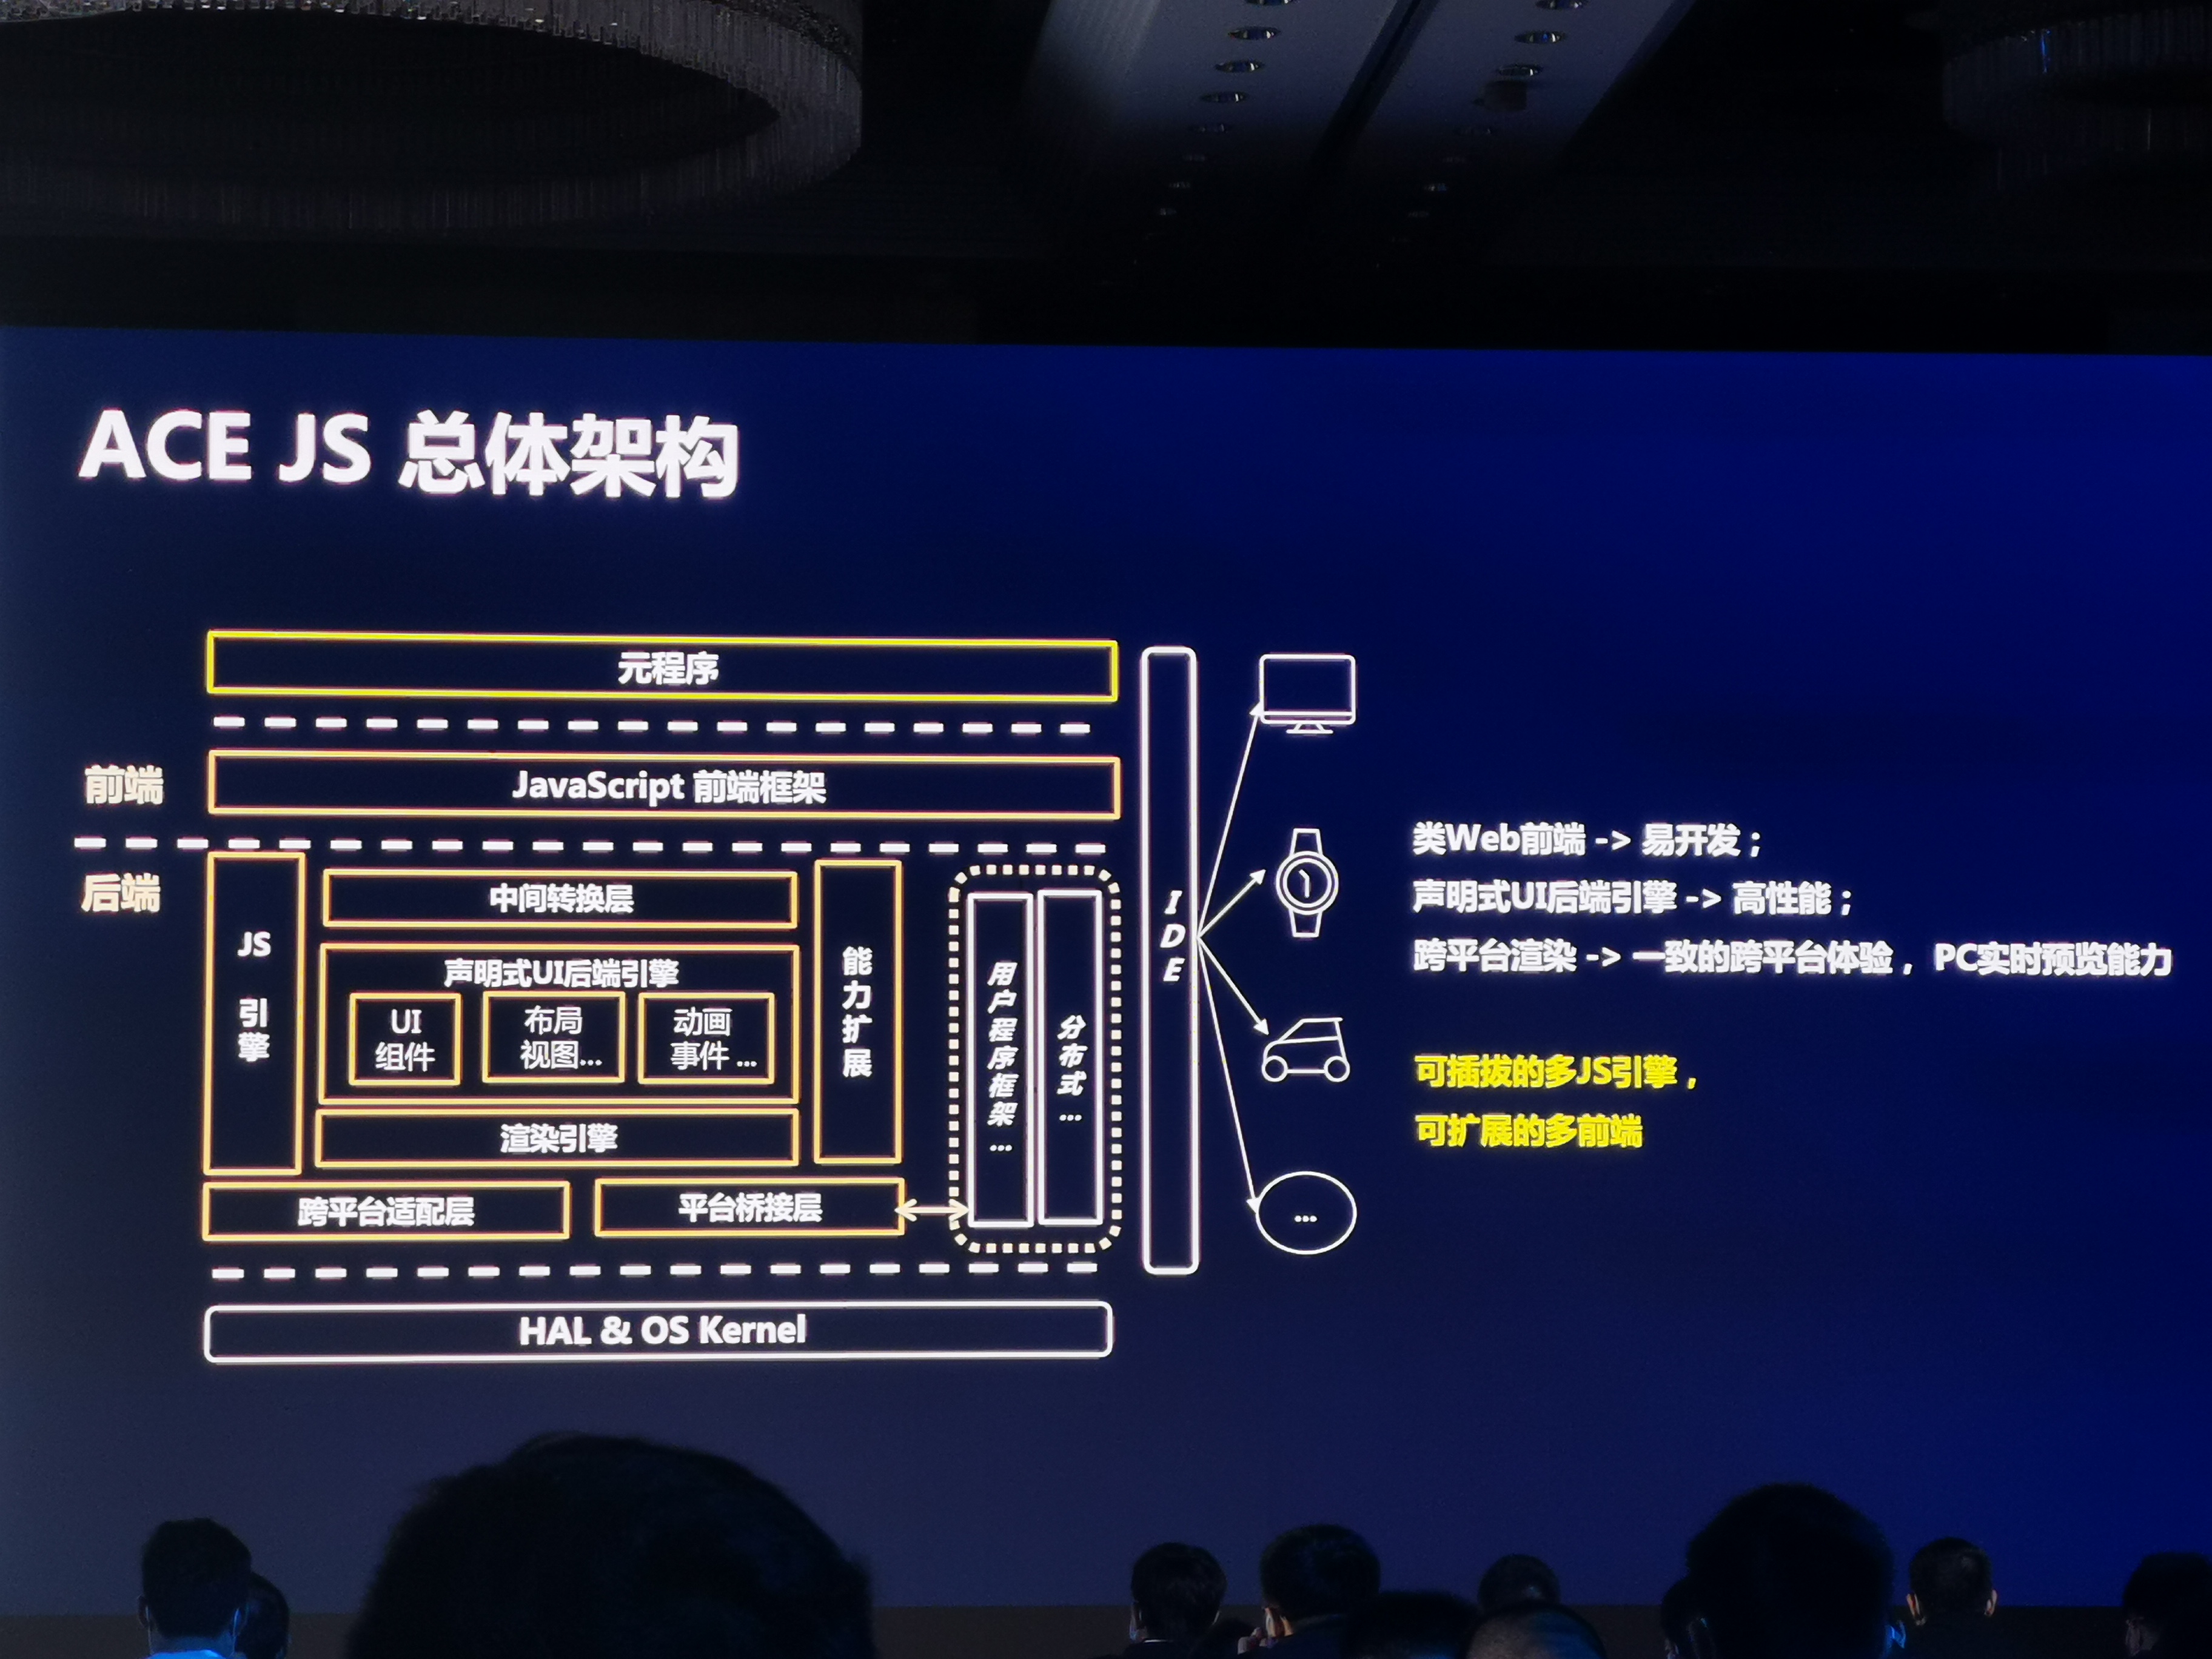 ACE JS 总体架构
元程序
前端
JavaScript 前端框架
后端
JS
引
擎
中间转换层
声明式UI后端引擎
UI
组件
布局
视图...
动画
事件 ...
渲染引擎
能
力
扩
展
跨平台适配层
平台桥接层
用
户
程
序
框
架
...
分
布
式
...
HAL & OS Kernel
I
D
E
...
类Web前端 -> 易开发；
声明式UI后端引擎 -> 高性能；
跨平台渲染 -> 一致的跨平台体验， PC实时预览能力
可插拔的多JS引擎，
可扩展的多前端